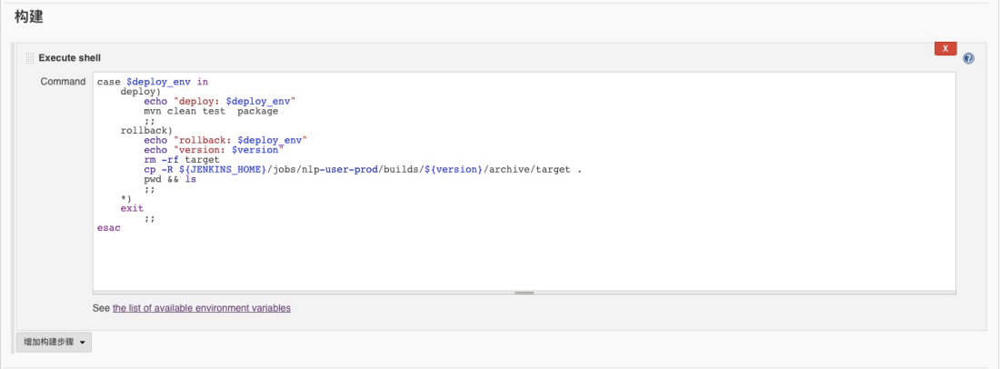 构建
Execute shell
X
Command
case $deploy_env in
    deploy)
        echo "deploy: $deploy_env"
        mvn clean test  package
        ;;
    rollback)
        echo "rollback: $deploy_env"
        echo "version: $version"
        rm -rf target
        cp -R ${JENKINS_HOME}/jobs/nlp-user-prod/builds/${version}/archive/target .
        pwd && ls
        ;;
    *)
    exit
        ;;
esac
See the list of available environment variables
增加构建步骤